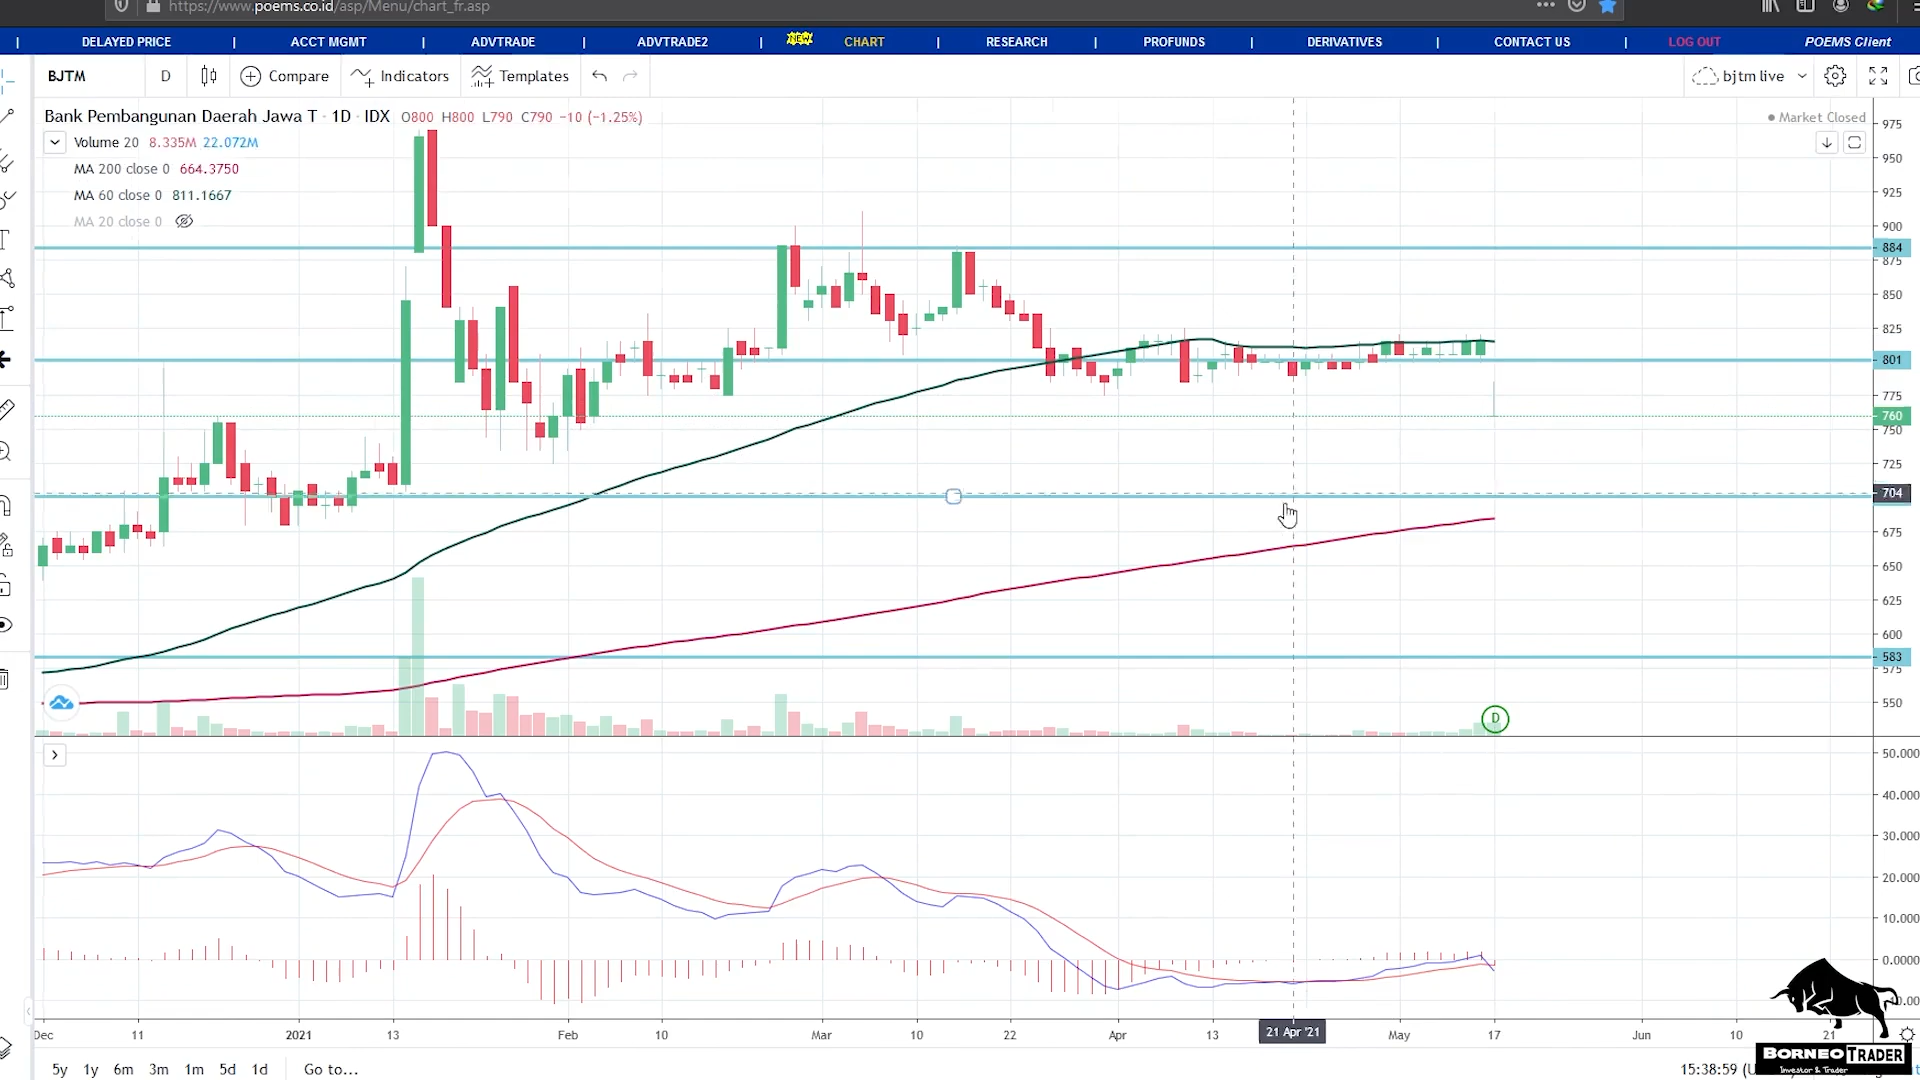 https://www.poems.co.id/asp/Menu/chart_fr.asp
| DELAYED PRICE | ACCT MGMT | ADVTRADE | ADVTRADE2 | NEW CHART | RESEARCH | PROFUNDS | DERIVATIVES | CONTACT US | LOG OUT POEMS Client
BJTM D Compare Indicators Templates bjtm live
Bank Pembangunan Daerah Jawa T · 1D · IDX O800 H800 L790 C790 −10 (−1.25%)
Market Closed
Volume 20 8.335M 22.072M
MA 200 close 0 664.3750
MA 60 close 0 811.1667
MA 20 close 0
975
950
925
900
884
875
850
825
801
775
760
750
725
704
675
650
625
600
583
575
550
D
50.000
40.000
30.000
20.000
10.000
0.0000
Dec 11 2021 13 Feb 10 Mar 10 22 Apr 13 21 Apr '21 May 17 Jun 10 21
BORNEO TRADER
Investor & Trader
5y 1y 6m 3m 1m 5d 1d Go to...
15:38:59 (U